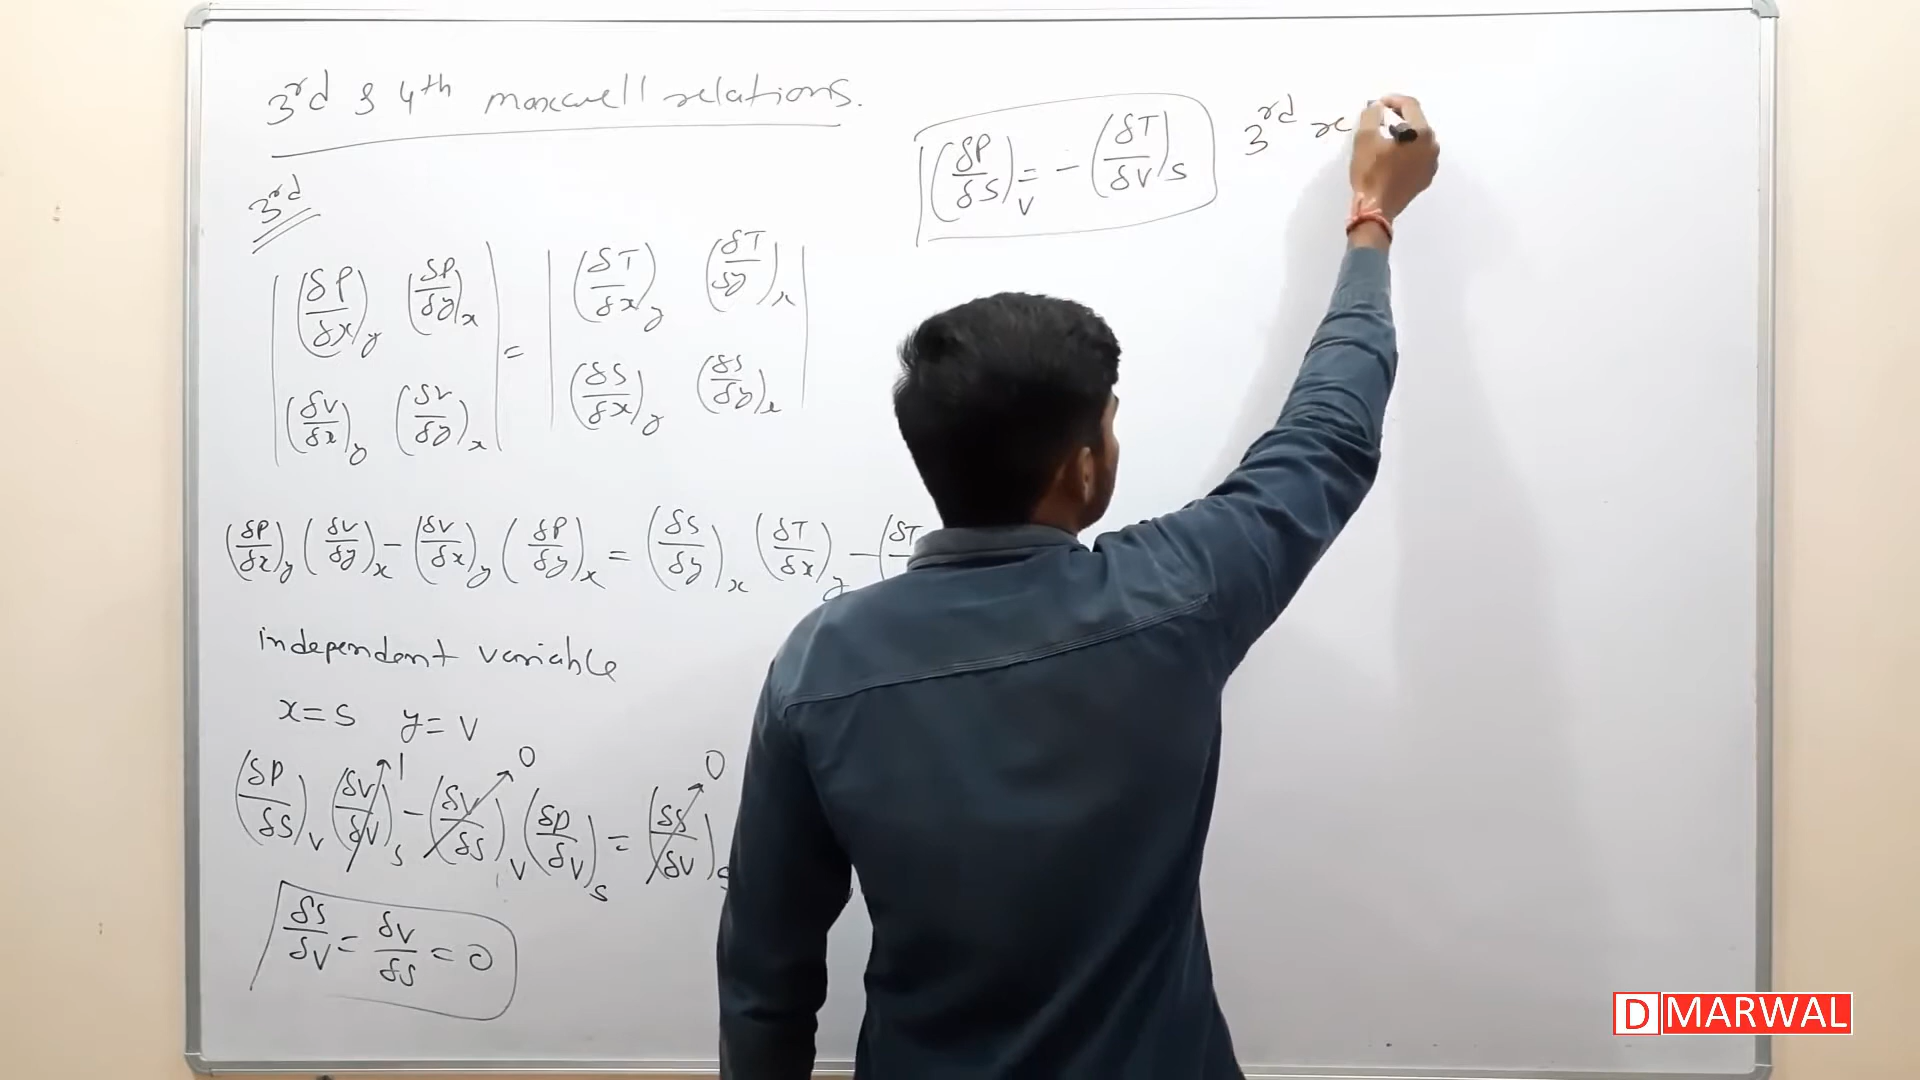 3rd & 4th maxwell relations.
3rd
| (δP/δx)y (δP/δy)x | = | (δT/δx)y (δT/δy)x |
| (δV/δx)y (δV/δy)x | | (δS/δx)y (δS/δy)x |
(δP/δx)y (δV/δy)x − (δV/δx)y (δP/δy)x = (δS/δy)x (δT/δx)y − (δT
independent variable
x=S y=V
(δP/δS)V (δV/δV)S 1 − (δV/δS)V 0 (δP/δV)S = (δS/δV)S 0
δS/δV = δV/δS = 0
(δP/δS)V = −(δT/δV)S 3rd re
D MARWAL